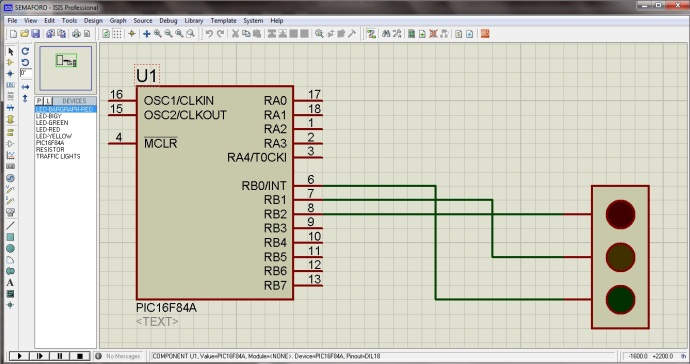 SEMAFORO - ISIS Professional
File View Edit Tools Design Graph Source Debug Library Template System Help
0°
P L DEVICES
LED-BARGRAPH-RED
LED-BIGY
LED-GREEN
LED-RED
LED-YELLOW
PIC16F84A
RESISTOR
TRAFFIC LIGHTS
U1
16 OSC1/CLKIN RA0 17
15 OSC2/CLKOUT RA1 18
RA2 1
4 MCLR RA3 2
RA4/T0CKI 3
RB0/INT 6
RB1 7
RB2 8
RB3 9
RB4 10
RB5 11
RB6 12
RB7 13
PIC16F84A
<TEXT>
No Messages COMPONENT U1, Value=PIC16F84A, Module=<NONE>, Device=PIC16F84A, Pinout=DIL18 -1600.0 +2200.0 th